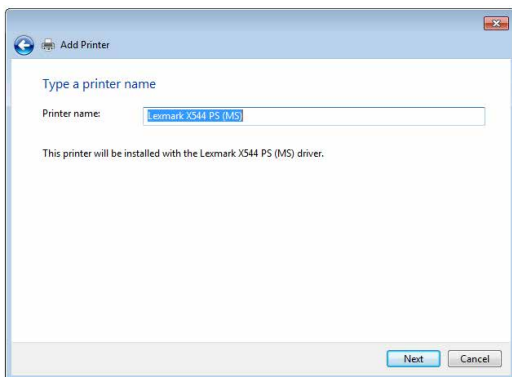 Add Printer
Type a printer name
Printer name: Lexmark X544 PS (MS)
This printer will be installed with the Lexmark X544 PS (MS) driver.
Next Cancel